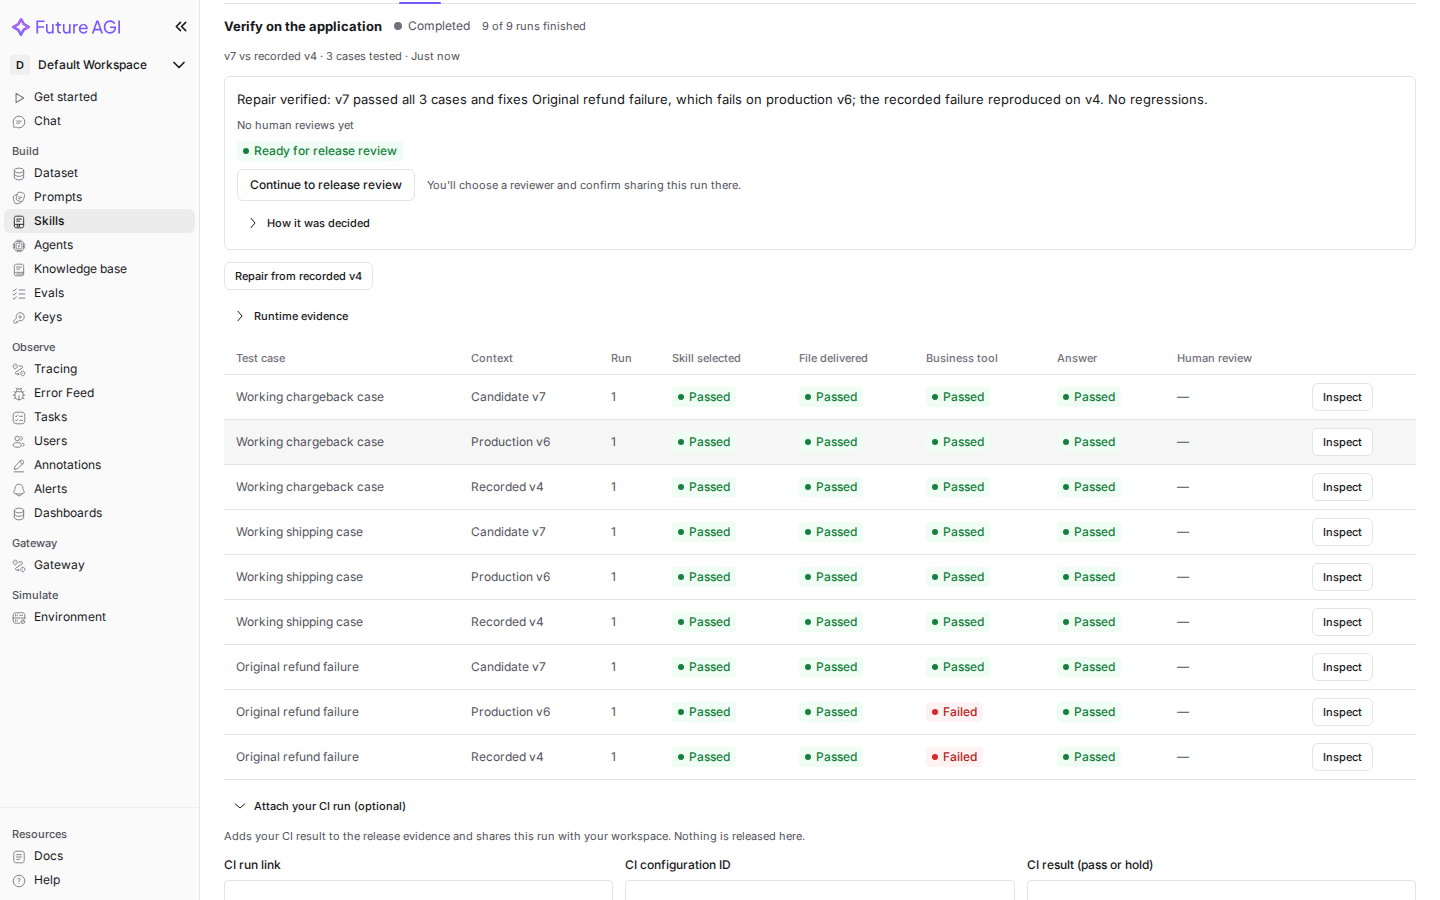 Future AGI
D Default Workspace
Get started
Chat
Build
Dataset
Prompts
Skills
Agents
Knowledge base
Evals
Keys
Observe
Tracing
Error Feed
Tasks
Users
Annotations
Alerts
Dashboards
Gateway
Gateway
Simulate
Environment
Resources
Docs
Help
Verify on the application Completed 9 of 9 runs finished
v7 vs recorded v4 · 3 cases tested · Just now
Repair verified: v7 passed all 3 cases and fixes Original refund failure, which fails on production v6; the recorded failure reproduced on v4. No regressions.
No human reviews yet
Ready for release review
Continue to release review You'll choose a reviewer and confirm sharing this run there.
How it was decided
Repair from recorded v4
Runtime evidence
Test case Context Run Skill selected File delivered Business tool Answer Human review
Working chargeback case Candidate v7 1 Passed Passed Passed Passed — Inspect
Working chargeback case Production v6 1 Passed Passed Passed Passed — Inspect
Working chargeback case Recorded v4 1 Passed Passed Passed Passed — Inspect
Working shipping case Candidate v7 1 Passed Passed Passed Passed — Inspect
Working shipping case Production v6 1 Passed Passed Passed Passed — Inspect
Working shipping case Recorded v4 1 Passed Passed Passed Passed — Inspect
Original refund failure Candidate v7 1 Passed Passed Passed Passed — Inspect
Original refund failure Production v6 1 Passed Passed Failed Passed — Inspect
Original refund failure Recorded v4 1 Passed Passed Failed Passed — Inspect
Attach your CI run (optional)
Adds your CI result to the release evidence and shares this run with your workspace. Nothing is released here.
CI run link CI configuration ID CI result (pass or hold)